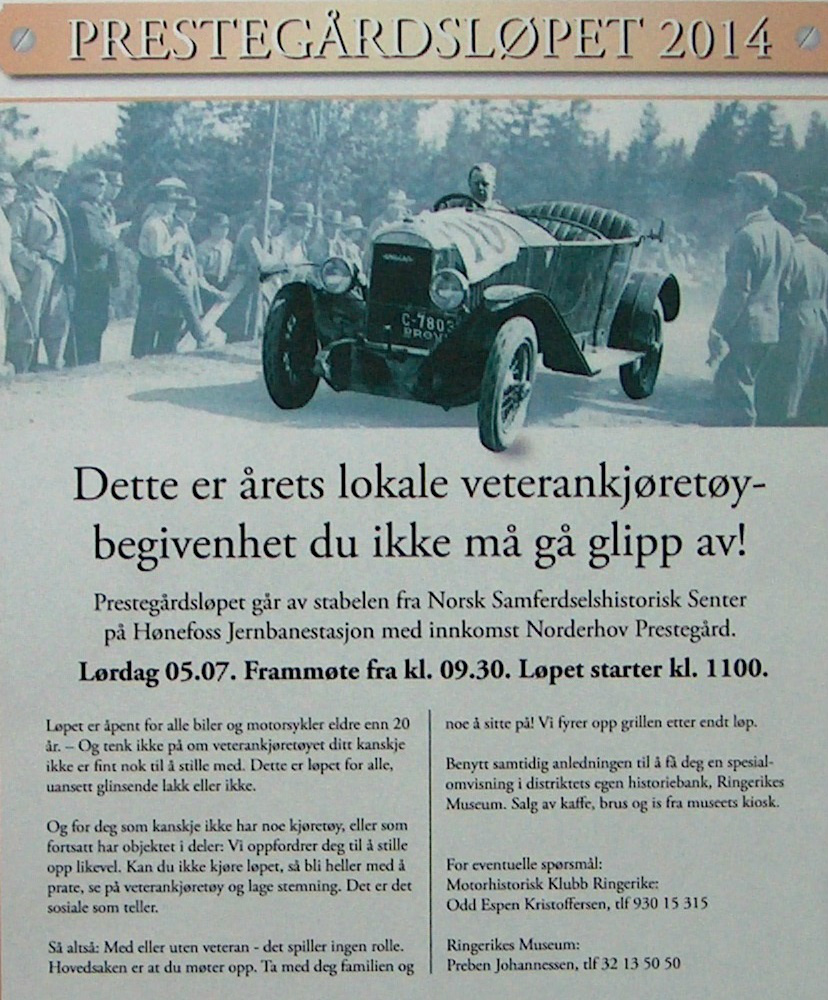 PRESTEGÅRDSLØPET 2014
C-7803
PRØVE
Dette er årets lokale veterankjøretøy-
begivenhet du ikke må gå glipp av!
Prestegårdsløpet går av stabelen fra Norsk Samferdselshistorisk Senter
på Hønefoss Jernbanestasjon med innkomst Norderhov Prestegård.
Lørdag 05.07. Frammøte fra kl. 09.30. Løpet starter kl. 1100.
Løpet er åpent for alle biler og motorsykler eldre enn 20
år. – Og tenk ikke på om veterankjøretøyet ditt kanskje
ikke er fint nok til å stille med. Dette er løpet for alle,
uansett glinsende lakk eller ikke.
Og for deg som kanskje ikke har noe kjøretøy, eller som
fortsatt har objektet i deler: Vi oppfordrer deg til å stille
opp likevel. Kan du ikke kjøre løpet, så bli heller med å
prate, se på veterankjøretøy og lage stemning. Det er det
sosiale som teller.
Så altså: Med eller uten veteran - det spiller ingen rolle.
Hovedsaken er at du møter opp. Ta med deg familien og
noe å sitte på! Vi fyrer opp grillen etter endt løp.
Benytt samtidig anledningen til å få deg en spesial-
omvisning i distriktets egen historiebank, Ringerikes
Museum. Salg av kaffe, brus og is fra museets kiosk.
For eventuelle spørsmål:
Motorhistorisk Klubb Ringerike:
Odd Espen Kristoffersen, tlf 930 15 315
Ringerikes Museum:
Preben Johannessen, tlf 32 13 50 50